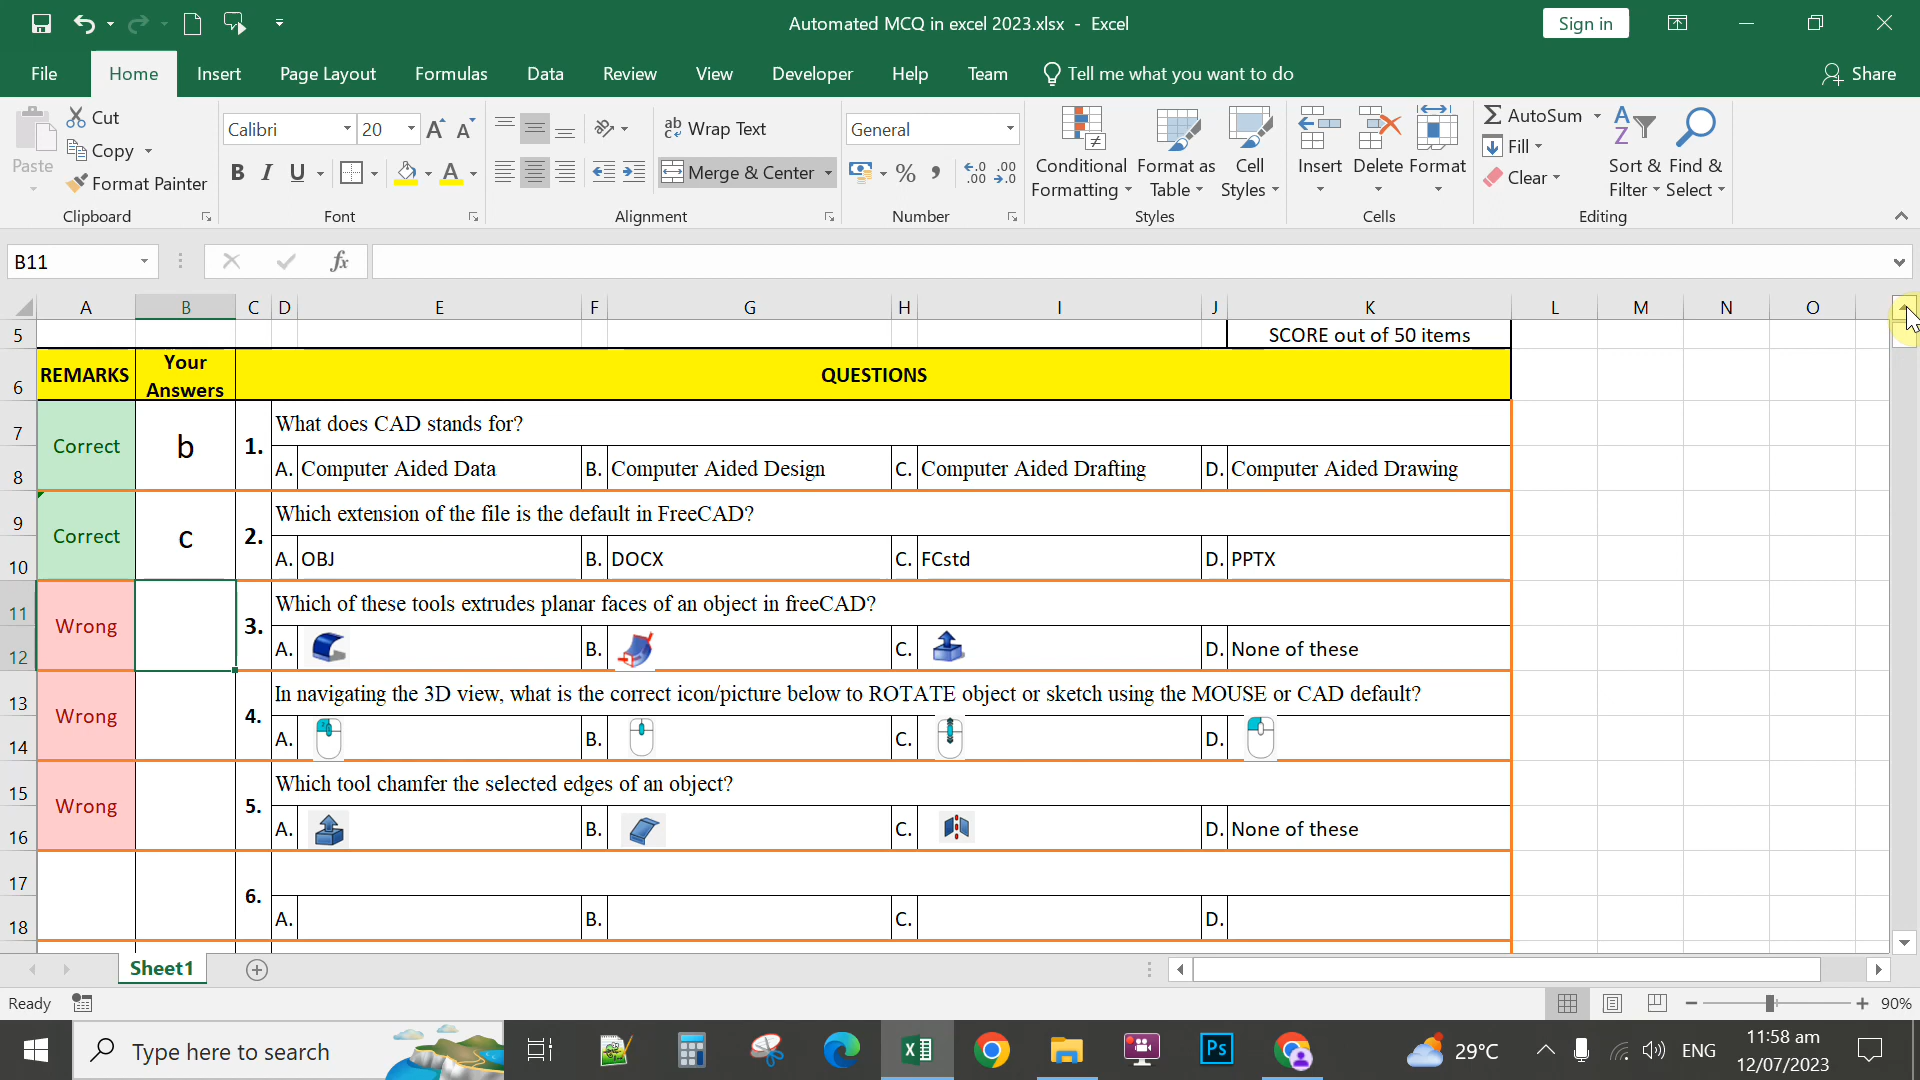 Automated MCQ in excel 2023.xlsx - Excel
Sign in
File Home Insert Page Layout Formulas Data Review View Developer Help Team Tell me what you want to do Share
Paste
Cut
Copy
Format Painter
Clipboard
Calibri 20
B I U
Font
Wrap Text
Merge & Center
Alignment
General
Number
Conditional Formatting
Format as Table
Cell Styles
Styles
Insert Delete Format
Cells
AutoSum
Fill
Clear
Sort & Filter
Find & Select
Editing
B11 fx
A B C D E F G H I J K L M N O
5 SCORE out of 50 items
6 REMARKS Your Answers QUESTIONS
7 What does CAD stands for?
Correct b 1.
8 A. Computer Aided Data B. Computer Aided Design C. Computer Aided Drafting D. Computer Aided Drawing
9 Which extension of the file is the default in FreeCAD?
Correct c 2.
10 A. OBJ B. DOCX C. FCstd D. PPTX
11 Which of these tools extrudes planar faces of an object in freeCAD?
Wrong 3.
12 A. B. C. D. None of these
13 In navigating the 3D view, what is the correct icon/picture below to ROTATE object or sketch using the MOUSE or CAD default?
Wrong 4.
14 A. B. C. D.
15 Which tool chamfer the selected edges of an object?
Wrong 5.
16 A. B. C. D. None of these
17
6.
18 A. B. C. D.
Sheet1
Ready 90%
Type here to search
Ps
29°C
ENG
11:58 am
12/07/2023